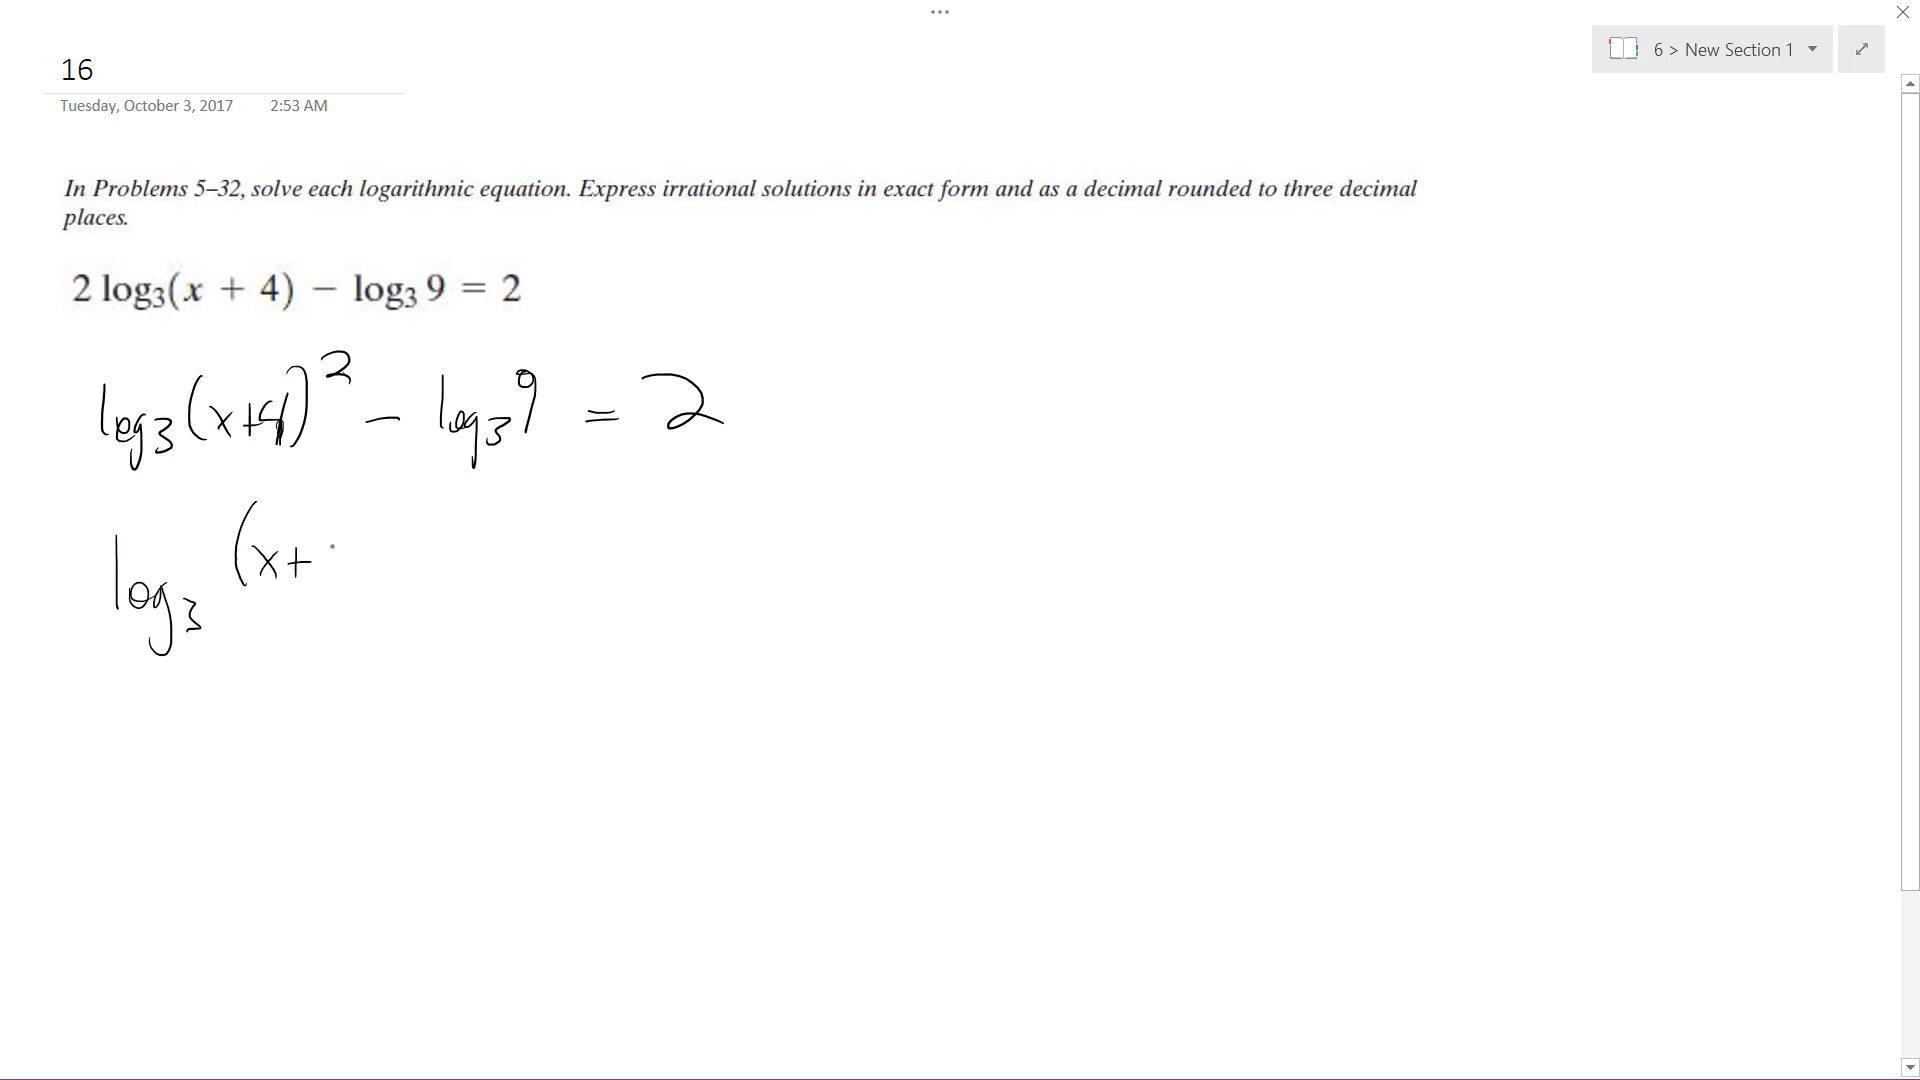 6 > New Section 1
16
Tuesday, October 3, 2017 2:53 AM
In Problems 5–32, solve each logarithmic equation. Express irrational solutions in exact form and as a decimal rounded to three decimal
places.
2 log₃(x + 4) − log₃ 9 = 2
log₃(x+4)² − log₃9 = 2
log₃ (x+